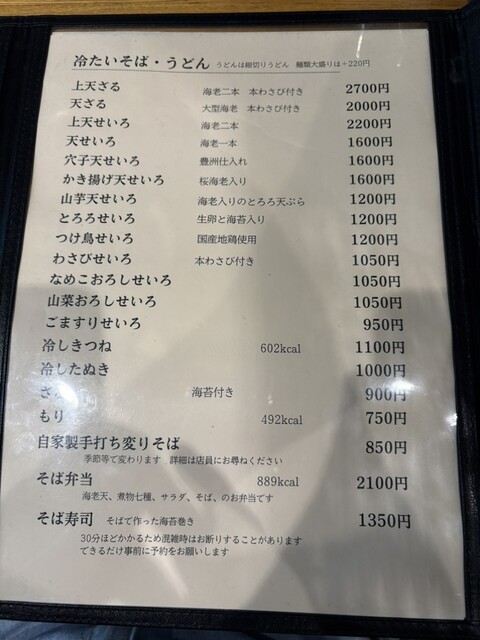 冷たいそば・うどん うどんは細切りうどん 麺類大盛りは+220円
上天ざる 海老二本 本わさび付き 2700円
天ざる 大型海老 本わさび付き 2000円
上天せいろ 海老二本 2200円
天せいろ 海老一本 1600円
穴子天せいろ 豊洲仕入れ 1600円
かき揚げ天せいろ 桜海老入り 1600円
山芋天せいろ 海老入りのとろろ天ぷら 1200円
とろろせいろ 生卵と海苔入り 1200円
つけ鳥せいろ 国産地鶏使用 1200円
わさびせいろ 本わさび付き 1050円
なめこおろしせいろ 1050円
山菜おろしせいろ 1050円
ごますりせいろ 950円
冷しきつね 602kcal 1100円
冷したぬき 1000円
ざ 海苔付き 900円
もり 492kcal 750円
自家製手打ち変りそば 850円
季節等で変わります 詳細は店員にお尋ねください
そば弁当 889kcal 2100円
海老天、煮物七種、サラダ、そば、のお弁当です
そば寿司 そばで作った海苔巻き 1350円
30分ほどかかるため混雑時はお断りすることがあります
できるだけ事前に予約をお願いします